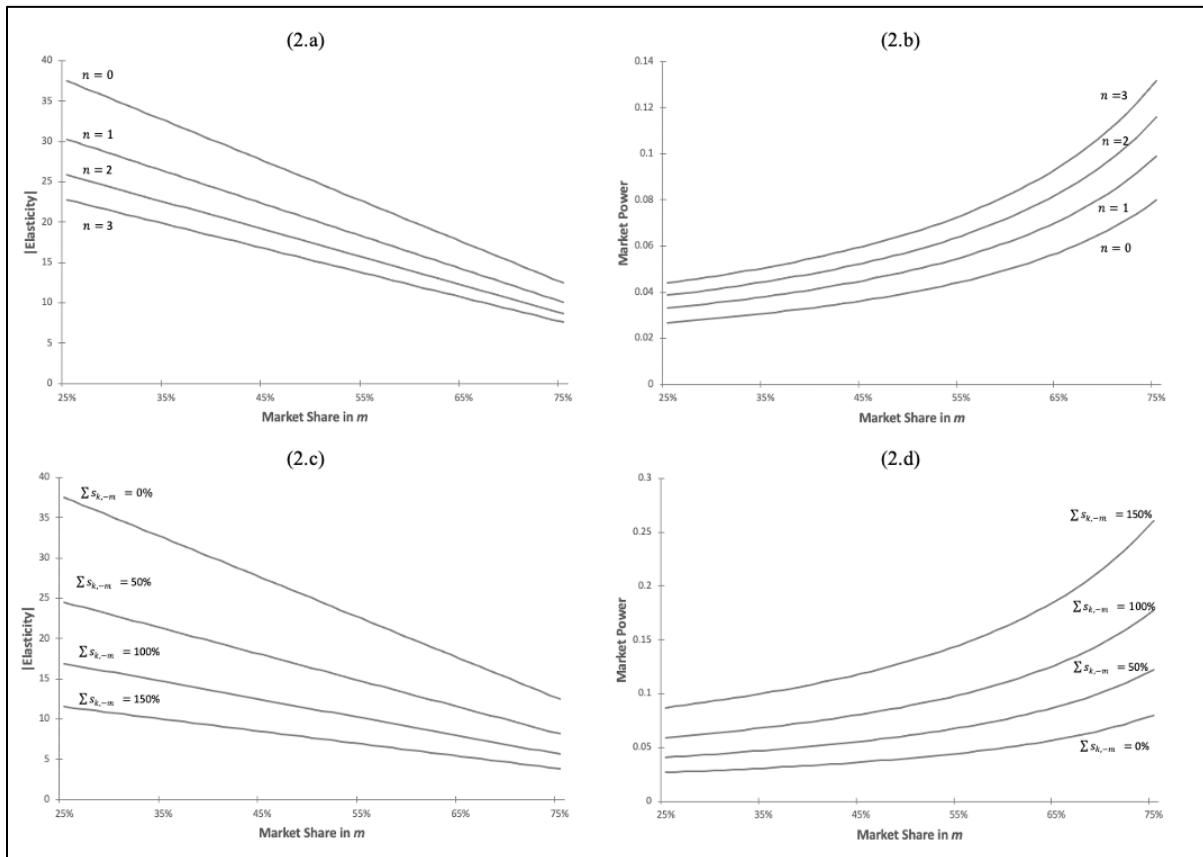 (2.a)
40
35
30
25
20
15
10
5
0
|Elasticity|
n = 0
n = 1
n = 2
n = 3
25%
35%
45%
55%
65%
75%
Market Share in m
(2.b)
0.14
0.12
0.1
0.08
0.06
0.04
0.02
0
Market Power
n =3
n =2
n = 1
n = 0
25%
35%
45%
55%
65%
75%
Market Share in m
(2.c)
40
35
30
25
20
15
10
5
0
|Elasticity|
∑ s_{k,−m} = 0%
∑ s_{k,−m} = 50%
∑ s_{k,−m} = 100%
∑ s_{k,−m} = 150%
25%
35%
45%
55%
65%
75%
Market Share in m
(2.d)
0.3
0.25
0.2
0.15
0.1
0.05
0
Market Power
∑ s_{k,−m} = 150%
∑ s_{k,−m} = 100%
∑ s_{k,−m} = 50%
∑ s_{k,−m} = 0%
25%
35%
45%
55%
65%
75%
Market Share in m